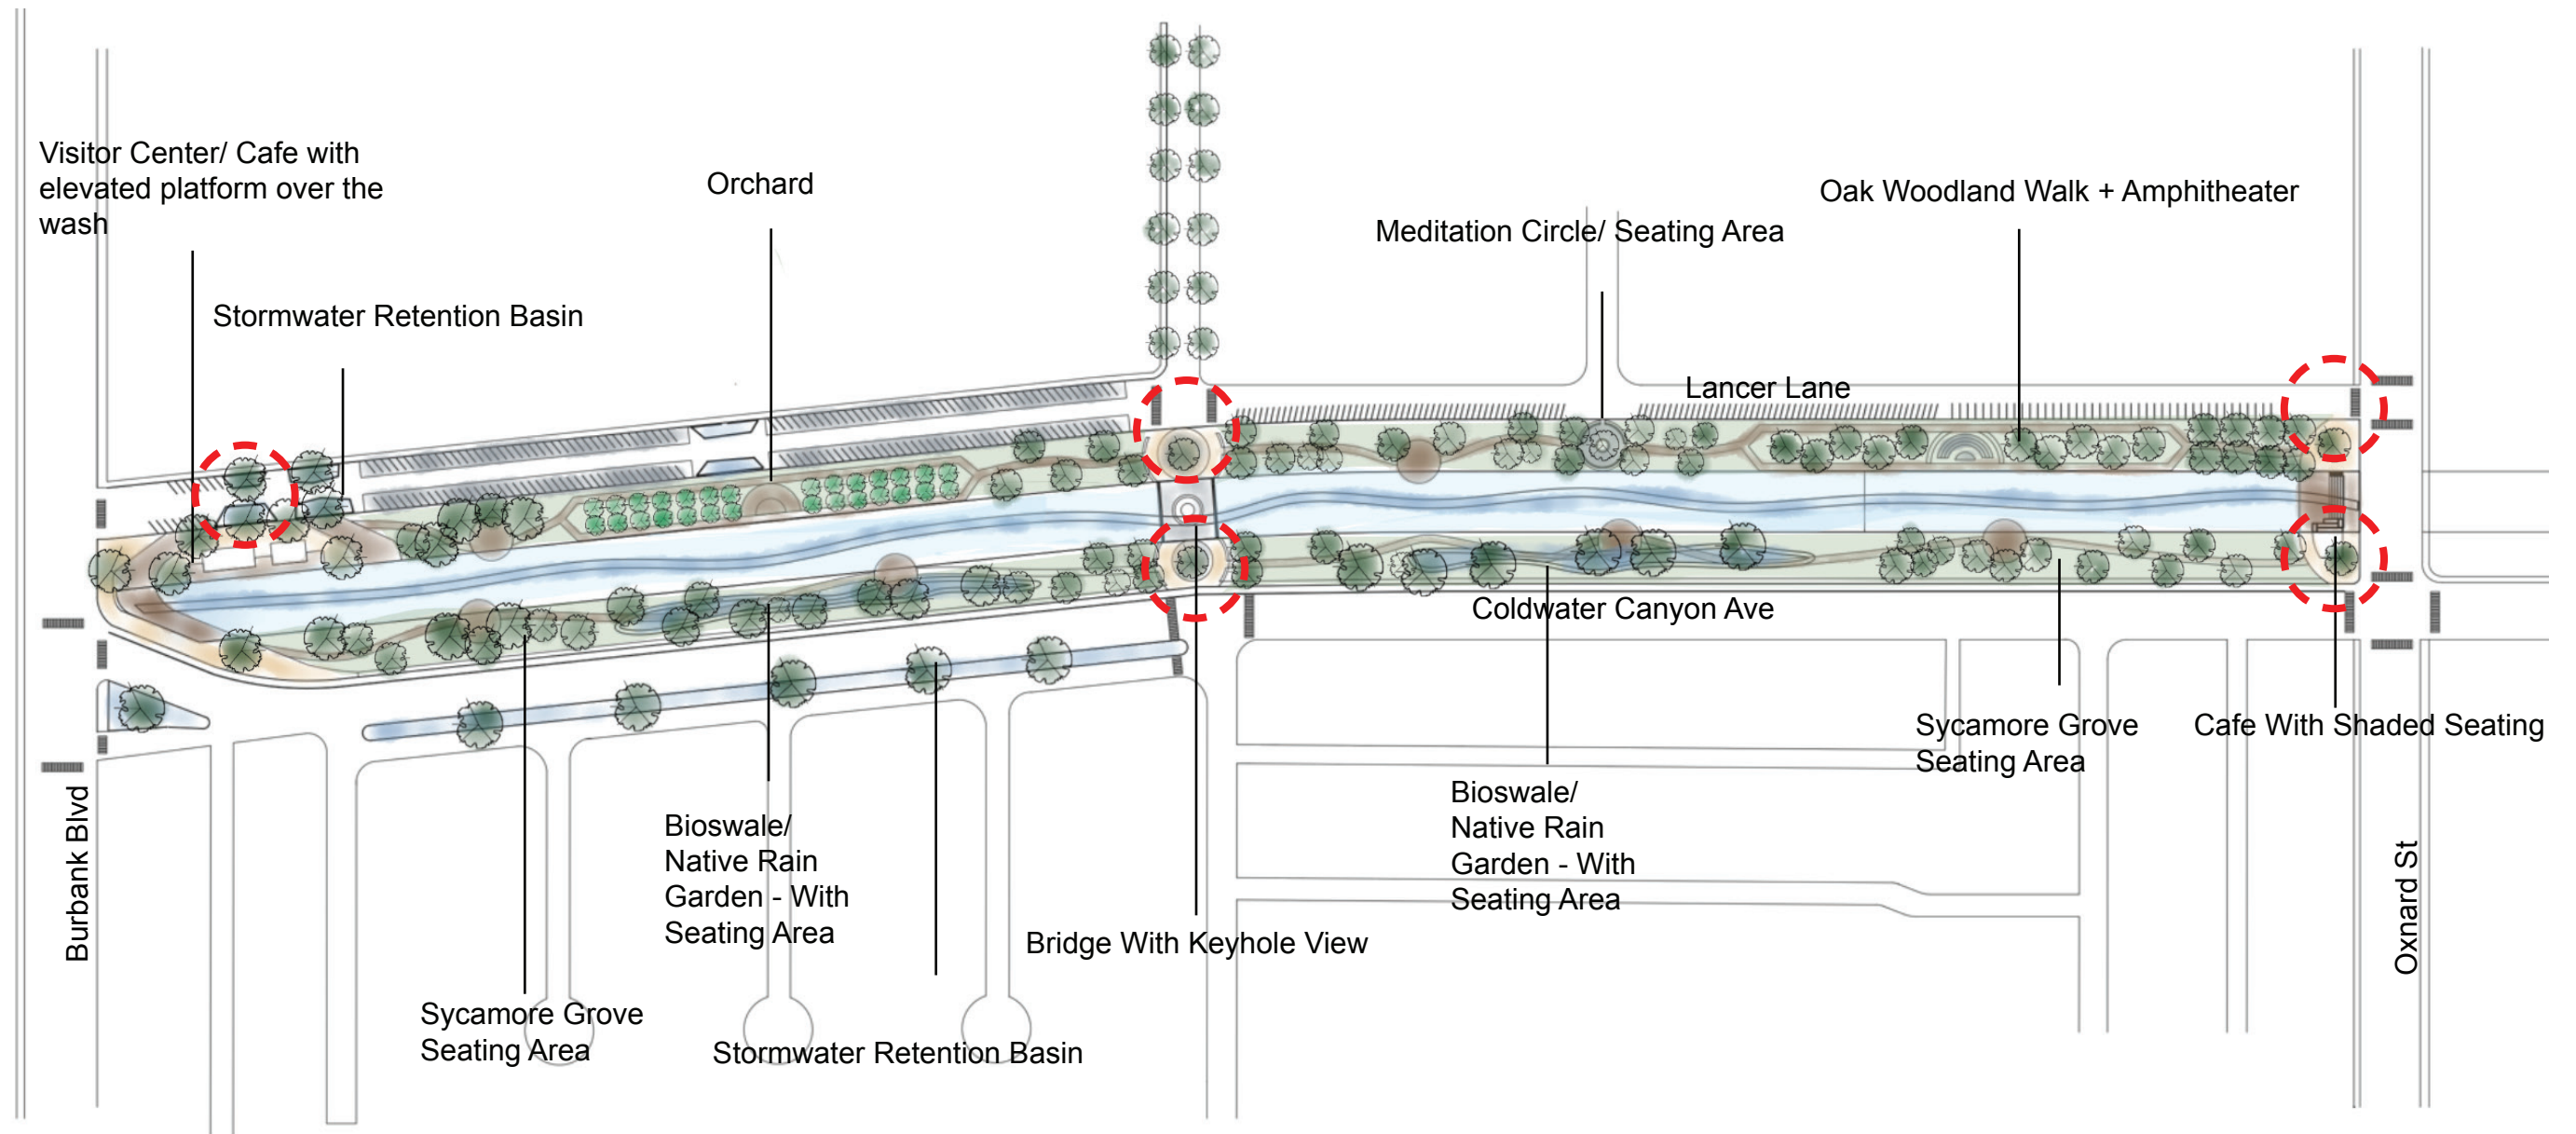 Visitor Center/ Cafe with
elevated platform over the
wash
Orchard
Oak Woodland Walk + Amphitheater
Meditation Circle/ Seating Area
Stormwater Retention Basin
Lancer Lane
Coldwater Canyon Ave
Sycamore Grove
Seating Area
Cafe With Shaded Seating
Burbank Blvd
Bioswale/
Native Rain
Garden - With
Seating Area
Bioswale/
Native Rain
Garden - With
Seating Area
Oxnard St
Bridge With Keyhole View
Sycamore Grove
Seating Area
Stormwater Retention Basin